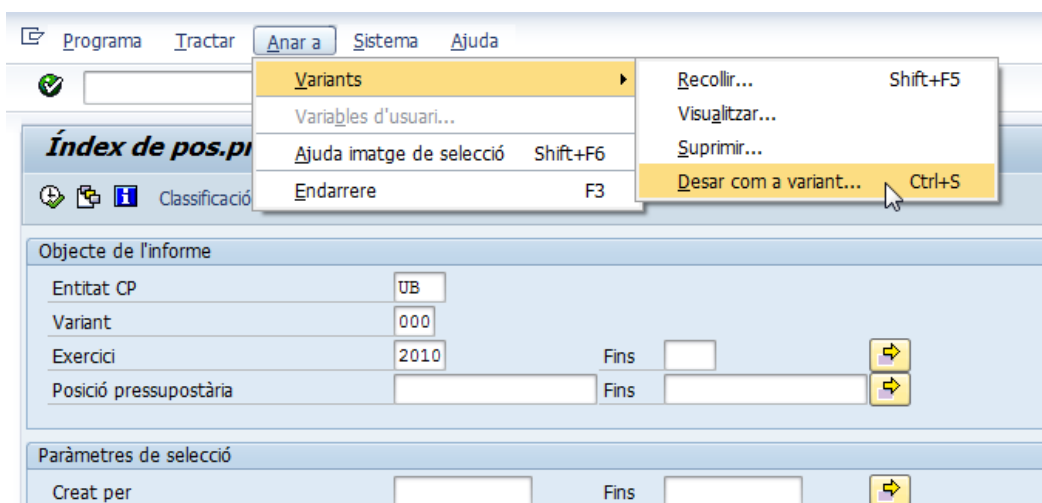 Programa Tractar Anar a Sistema Ajuda
Variants
Variables d'usuari...
Ajuda imatge de selecció Shift+F6
Endarrere F3
Recollir... Shift+F5
Visualitzar...
Suprimir...
Desar com a variant... Ctrl+S
Índex de pos.pr
Classificació
Objecte de l'informe
Entitat CP UB
Variant 000
Exercici 2010 Fins
Posició pressupostària Fins
Paràmetres de selecció
Creat per Fins